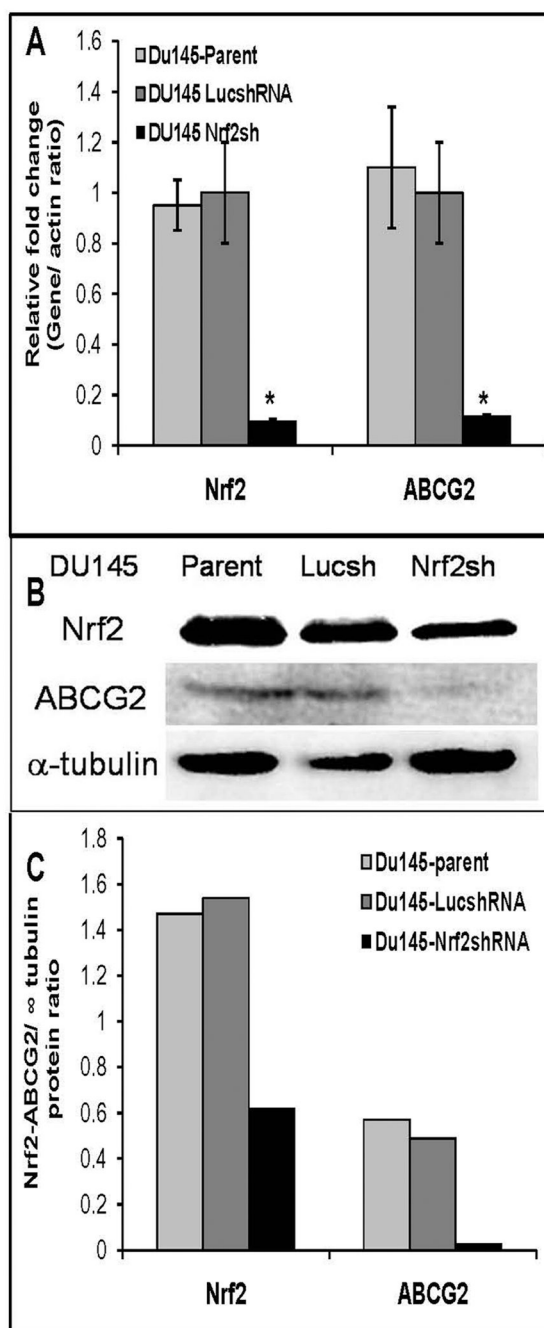 A
Du145-Parent
DU145 LucshRNA
DU145 Nrf2sh
Relative fold change
(Gene/ actin ratio)
1.6
1.4
1.2
1
0.8
0.6
0.4
0.2
0
*
*
Nrf2
ABCG2
DU145 Parent Lucsh Nrf2sh
B
Nrf2
ABCG2
α-tubulin
C
Du145-parent
Du145-LucshRNA
Du145-Nrf2shRNA
Nrf2-ABCG2/ ∞ tubulin
protein ratio
1.8
1.6
1.4
1.2
1
0.8
0.6
0.4
0.2
0
Nrf2
ABCG2